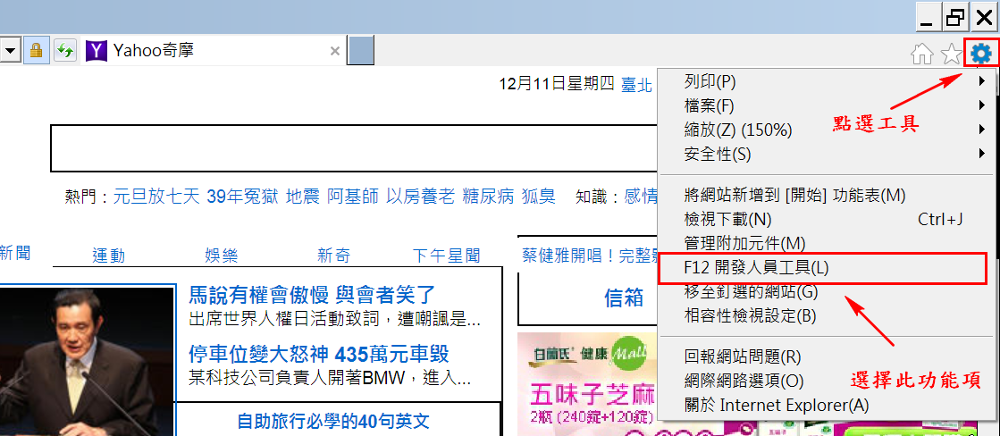 Yahoo奇摩
12月11日星期四 臺北
熱門：元旦放七天 39年冤獄 地震 阿基師 以房養老 糖尿病 狐臭 知識：感情
新聞 運動 娛樂 新奇 下午星聞 蔡健雅開唱！完整
馬說有權會傲慢 與會者笑了
出席世界人權日活動致詞，遭嘲諷是...
停車位變大怒神 435萬元車毀
某科技公司負責人開著BMW，進入...
自助旅行必學的40句英文
信箱
白蘭氏 健康 Mall
五味子芝麻
2瓶 (240錠+120錠)
列印(P)
檔案(F)
縮放(Z) (150%)
安全性(S)
將網站新增到 [開始] 功能表(M)
檢視下載(N) Ctrl+J
管理附加元件(M)
F12 開發人員工具(L)
移至釘選的網站(G)
相容性檢視設定(B)
回報網站問題(R)
網際網路選項(O)
關於 Internet Explorer(A)
點選工具
選擇此功能項